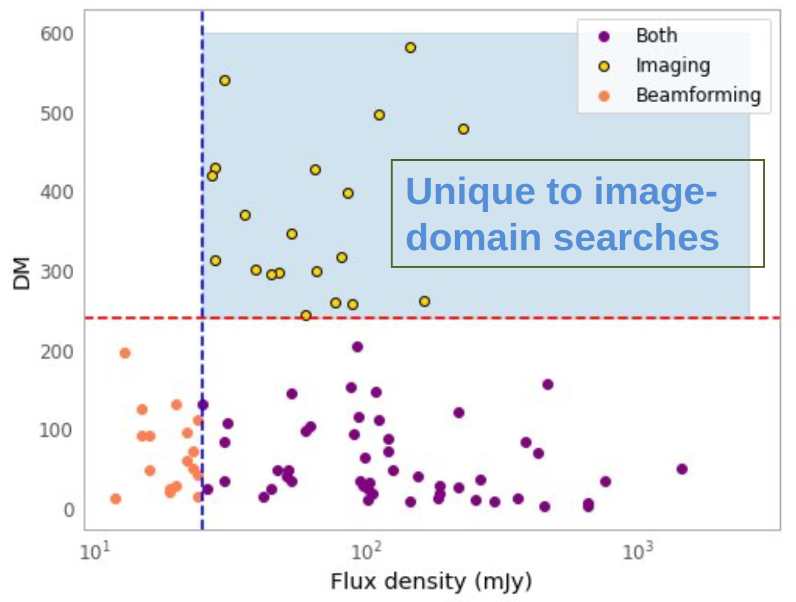 600
500
400
300
200
100
0
DM
Both
Imaging
Beamforming
Unique to image-
domain searches
10¹
10²
10³
Flux density (mJy)